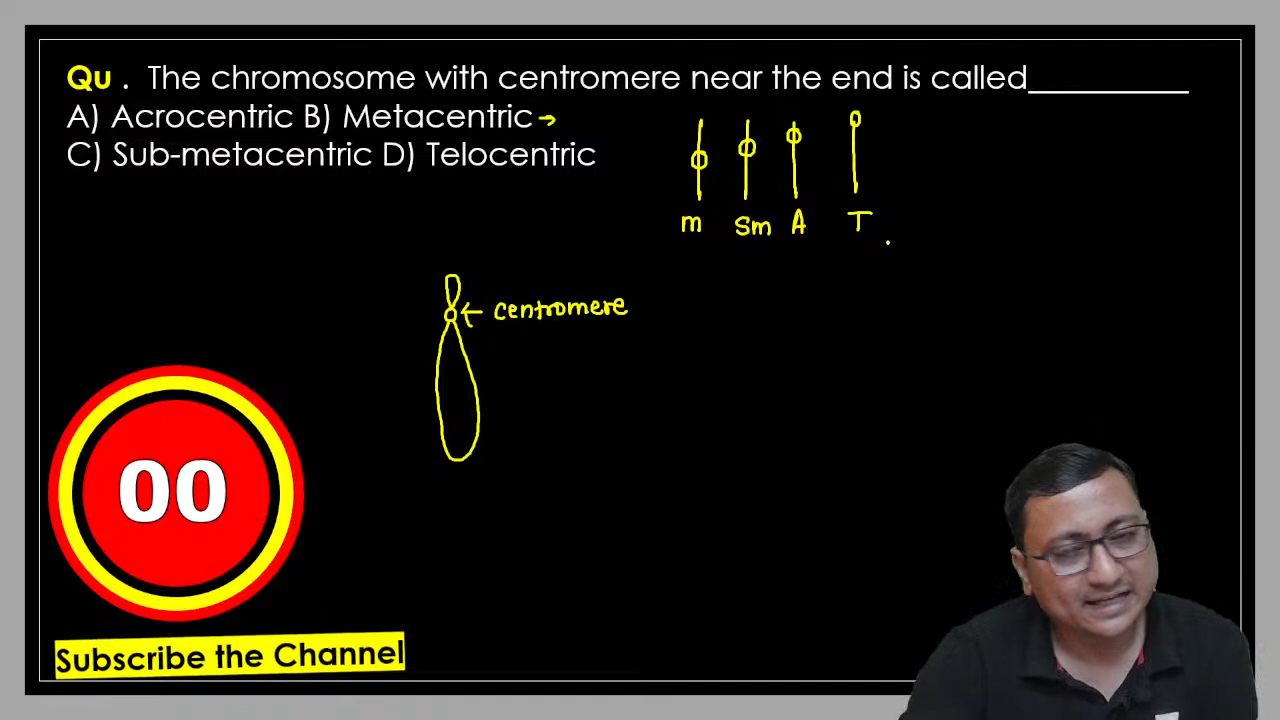 Qu . The chromosome with centromere near the end is called__________
A) Acrocentric B) Metacentric →
C) Sub-metacentric D) Telocentric
m Sm A T
← centromere
00
Subscribe the Channel